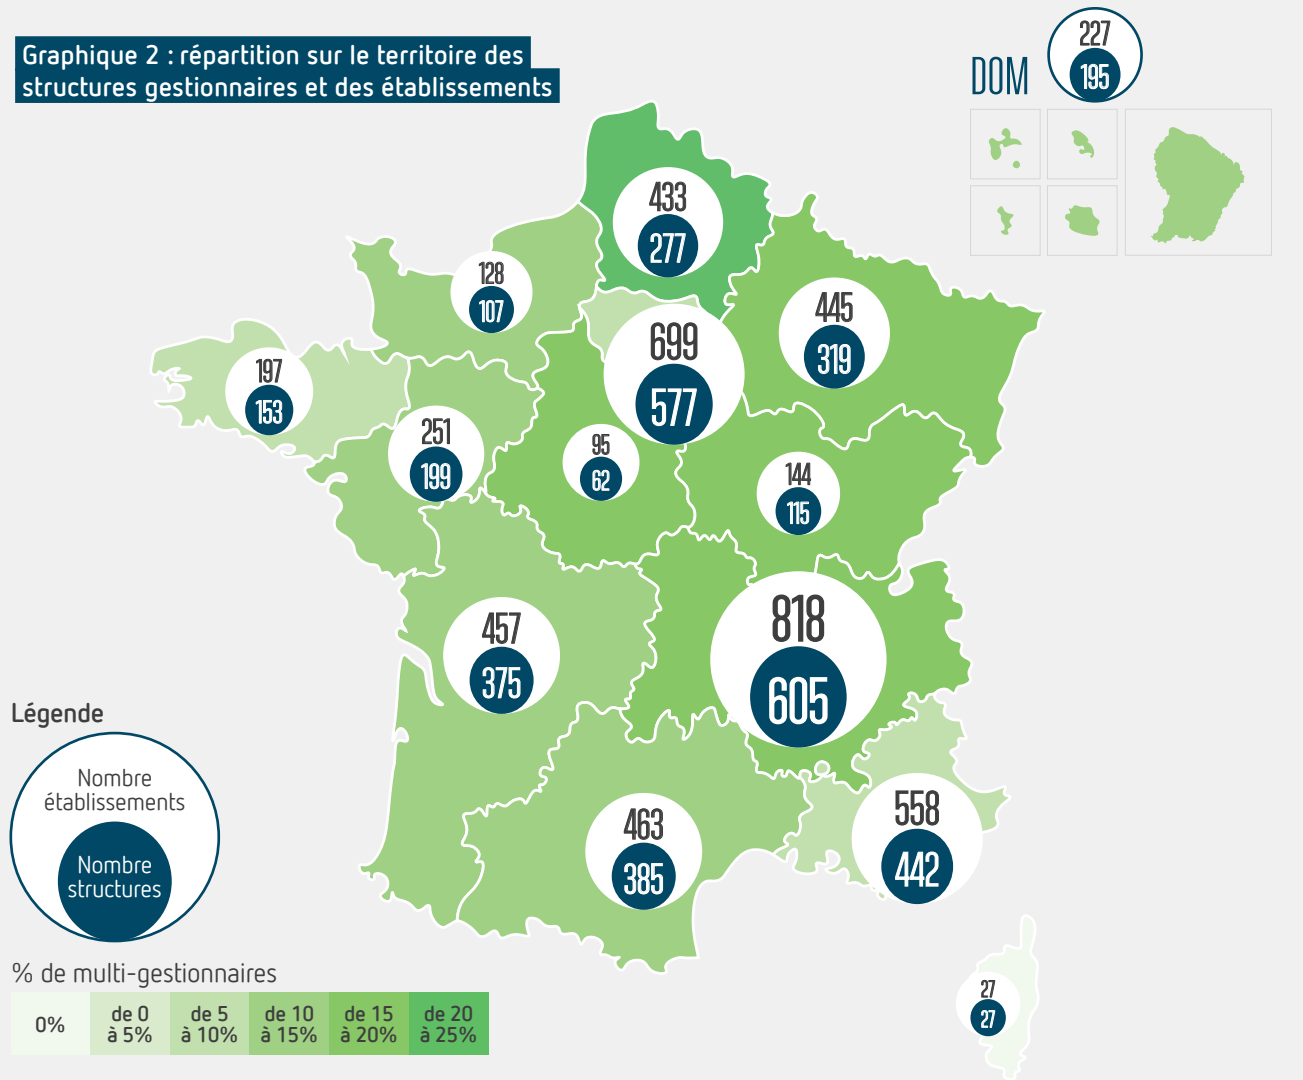 Graphique 2 : répartition sur le territoire des
structures gestionnaires et des établissements
DOM
227
195
433
277
128
107
445
319
699
577
197
153
251
199
95
62
144
115
818
605
457
375
463
385
558
442
27
27
Légende
Nombre
établissements
Nombre
structures
% de multi-gestionnaires
0%
de 0
à 5%
de 5
à 10%
de 10
à 15%
de 15
à 20%
de 20
à 25%